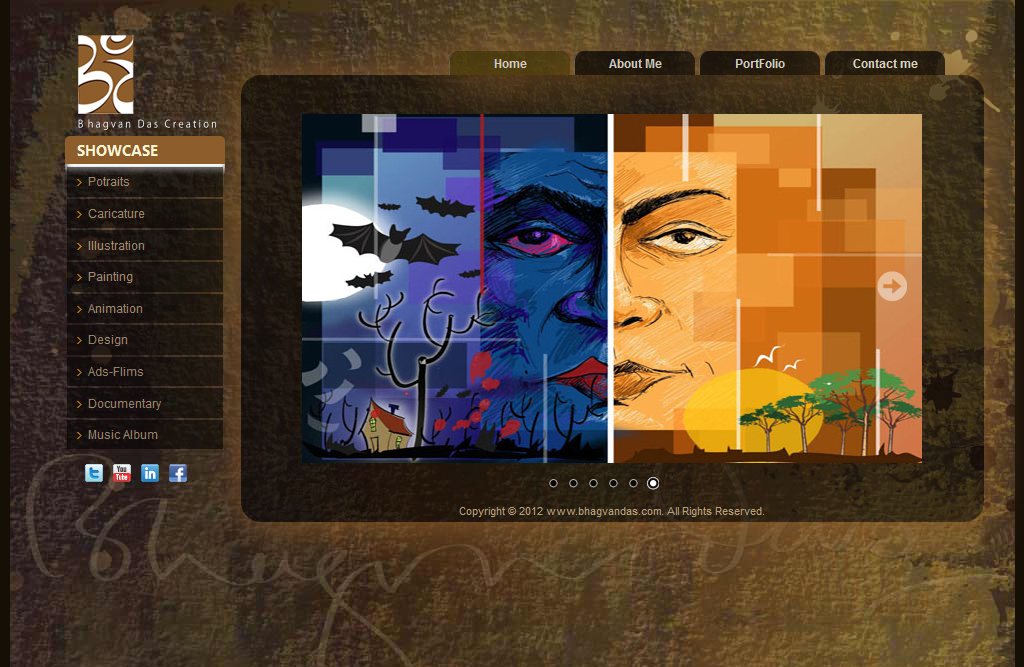 Bhagvan Das Creation
Home
About Me
PortFolio
Contact me
SHOWCASE
Potraits
Caricature
Illustration
Painting
Animation
Design
Ads-Flims
Documentary
Music Album
You
Tube
in
f
Copyright © 2012 www.bhagvandas.com. All Rights Reserved.